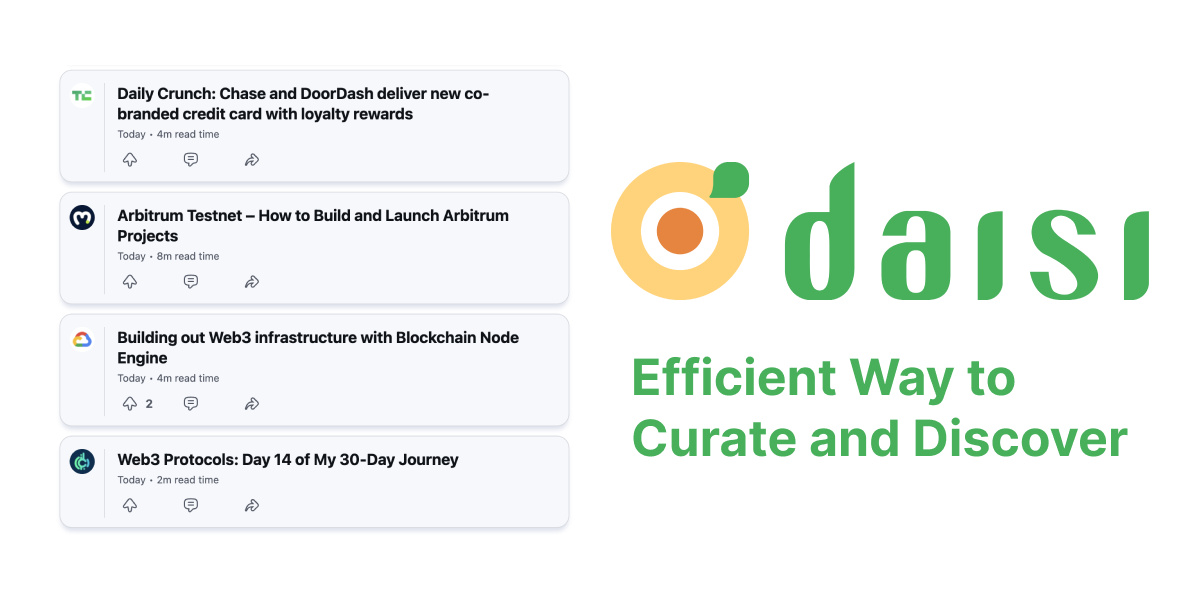 TC
Daily Crunch: Chase and DoorDash deliver new co-
branded credit card with loyalty rewards
Today • 4m read time
Arbitrum Testnet – How to Build and Launch Arbitrum
Projects
Today • 8m read time
Building out Web3 infrastructure with Blockchain Node
Engine
Today • 4m read time
2
Web3 Protocols: Day 14 of My 30-Day Journey
Today • 2m read time
daisi
Efficient Way to
Curate and Discover